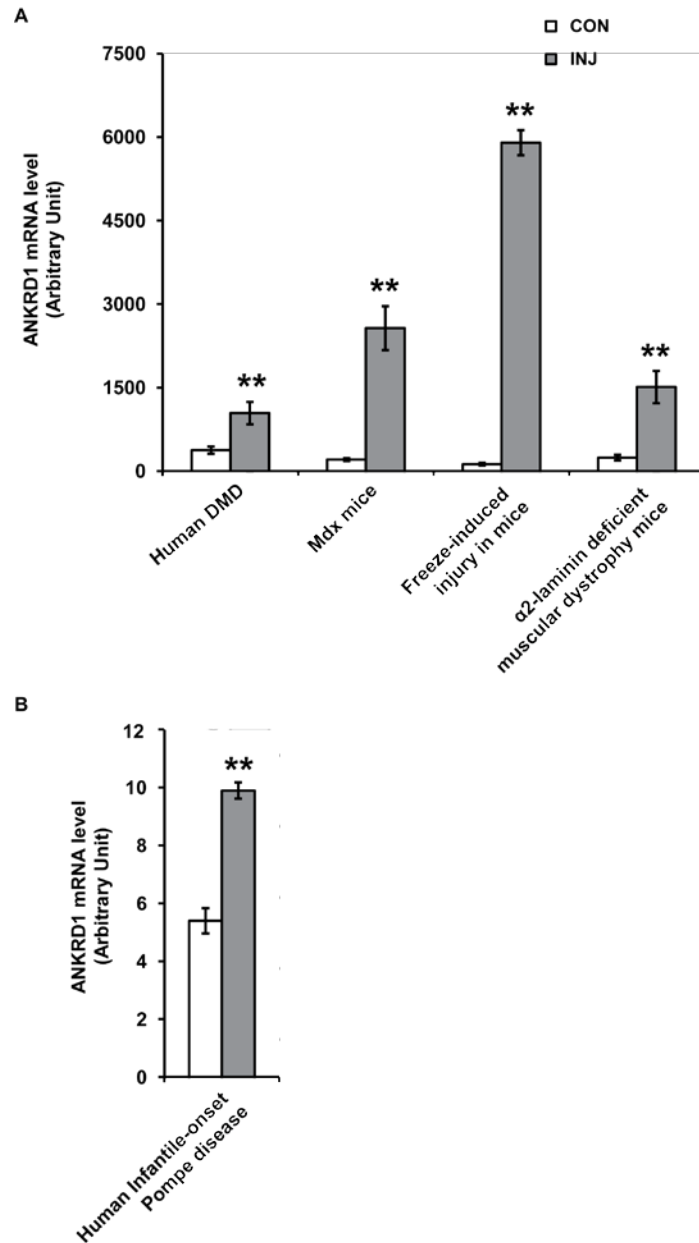 A
CON
INJ
7500
6000
4500
3000
1500
0
ANKRD1 mRNA level
(Arbitrary Unit)
**
**
**
**
Human DMD
Mdx mice
Freeze-induced
injury in mice
α2-laminin deficient
muscular dystrophy mice
B
12
10
8
6
4
2
0
ANKRD1 mRNA level
(Arbitrary Unit)
**
Human Infantile-onset
Pompe disease